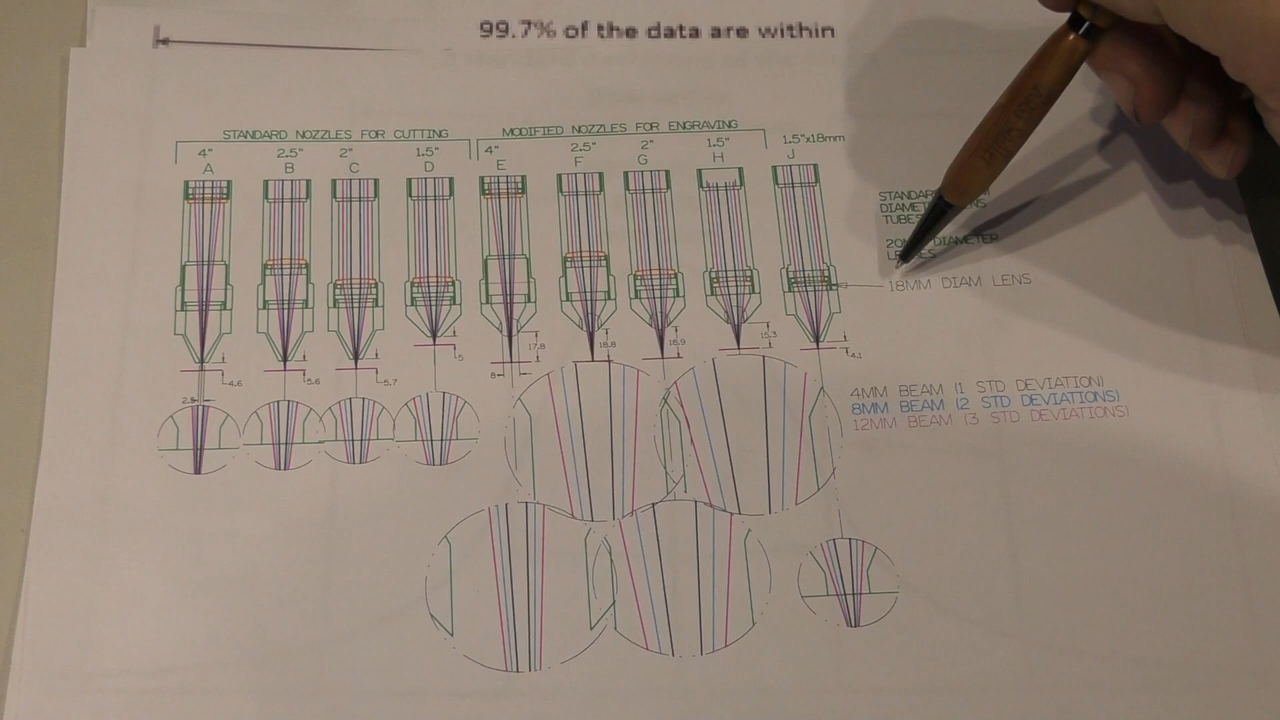 99.7% of the data are within
STANDARD NOZZLES FOR CUTTING
MODIFIED NOZZLES FOR ENGRAVING
4" 2.5" 2" 1.5" 4" 2.5" 2" 1.5" 1.5"x18mm
A B C D E F G H J
TUBES
DIAMETER
18MM DIAM LENS
17.8 18.8 18.9 15.3
4.6 5.6 5.7 5 8 4.1
4MM BEAM (1 STD DEVIATION)
8MM BEAM (2 STD DEVIATIONS)
12MM BEAM (3 STD DEVIATIONS)